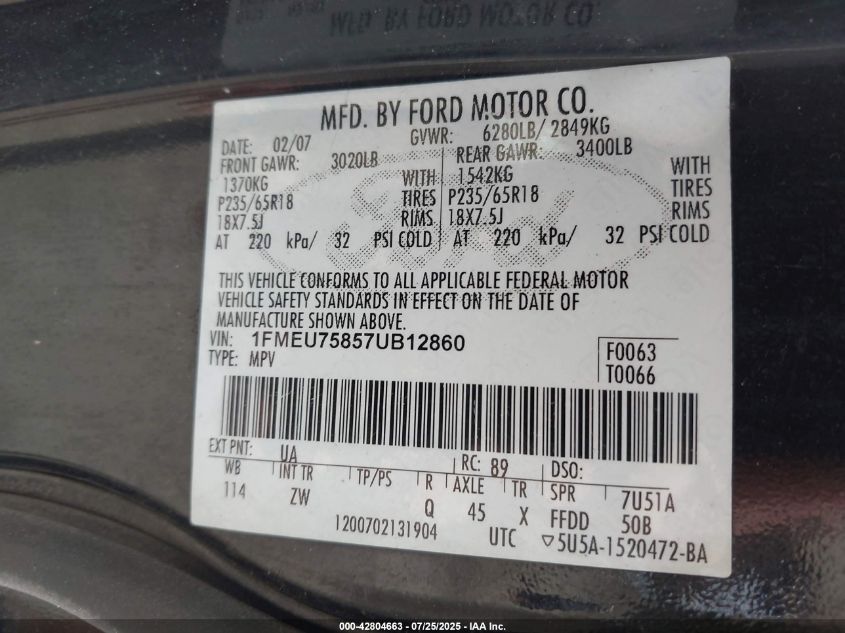 MFD. BY FORD MOTOR CO.
DATE: 02/07 GVWR: 6280LB/ 2849KG
FRONT GAWR: 3020LB REAR GAWR: 3400LB
1370KG WITH 1542KG WITH
P235/65R18 TIRES P235/65R18 TIRES
18X7.5J RIMS 18X7.5J RIMS
AT 220 kPa/ 32 PSI COLD AT 220 kPa/ 32 PSI COLD
THIS VEHICLE CONFORMS TO ALL APPLICABLE FEDERAL MOTOR
VEHICLE SAFETY STANDARDS IN EFFECT ON THE DATE OF
MANUFACTURE SHOWN ABOVE.
VIN: 1FMEU75857UB12860 F0063
TYPE: MPV T0066
EXT PNT: UA RC: 89 DSO:
WB INT TR TP/PS R AXLE TR SPR 7U51A
114 ZW Q 45 X FFDD 50B
1200702131904 UTC ▽5U5A-1520472-BA
000-42804663 - 07/25/2025 - IAA Inc.